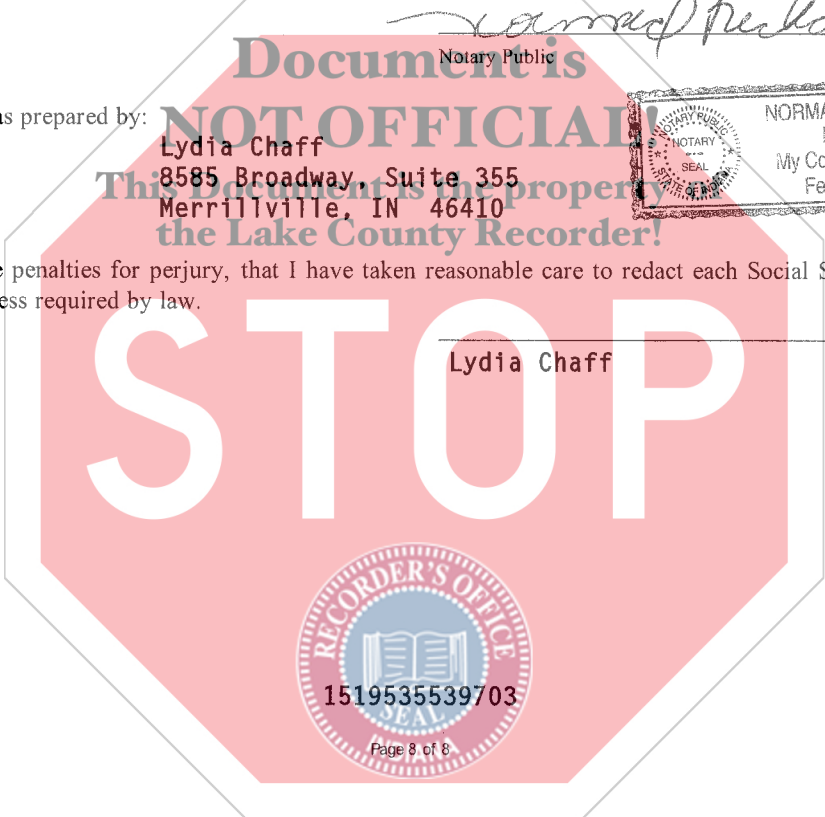 Notary Public
Document is
NOT OFFICIAL!
as prepared by:
Lydia Chaff
8585 Broadway, Suite 355
Merrillville, IN 46410
This Document is the property of
the Lake County Recorder!
NOTARY PUBLIC
NOTARY
SEAL
STATE OF INDIANA
NORMA
My Co
Fe
e penalties for perjury, that I have taken reasonable care to redact each Social S
ess required by law.
Lydia Chaff
STOP
RECORDER'S OFFICE
1519535539703
SEAL
INDIANA
Page 8 of 8